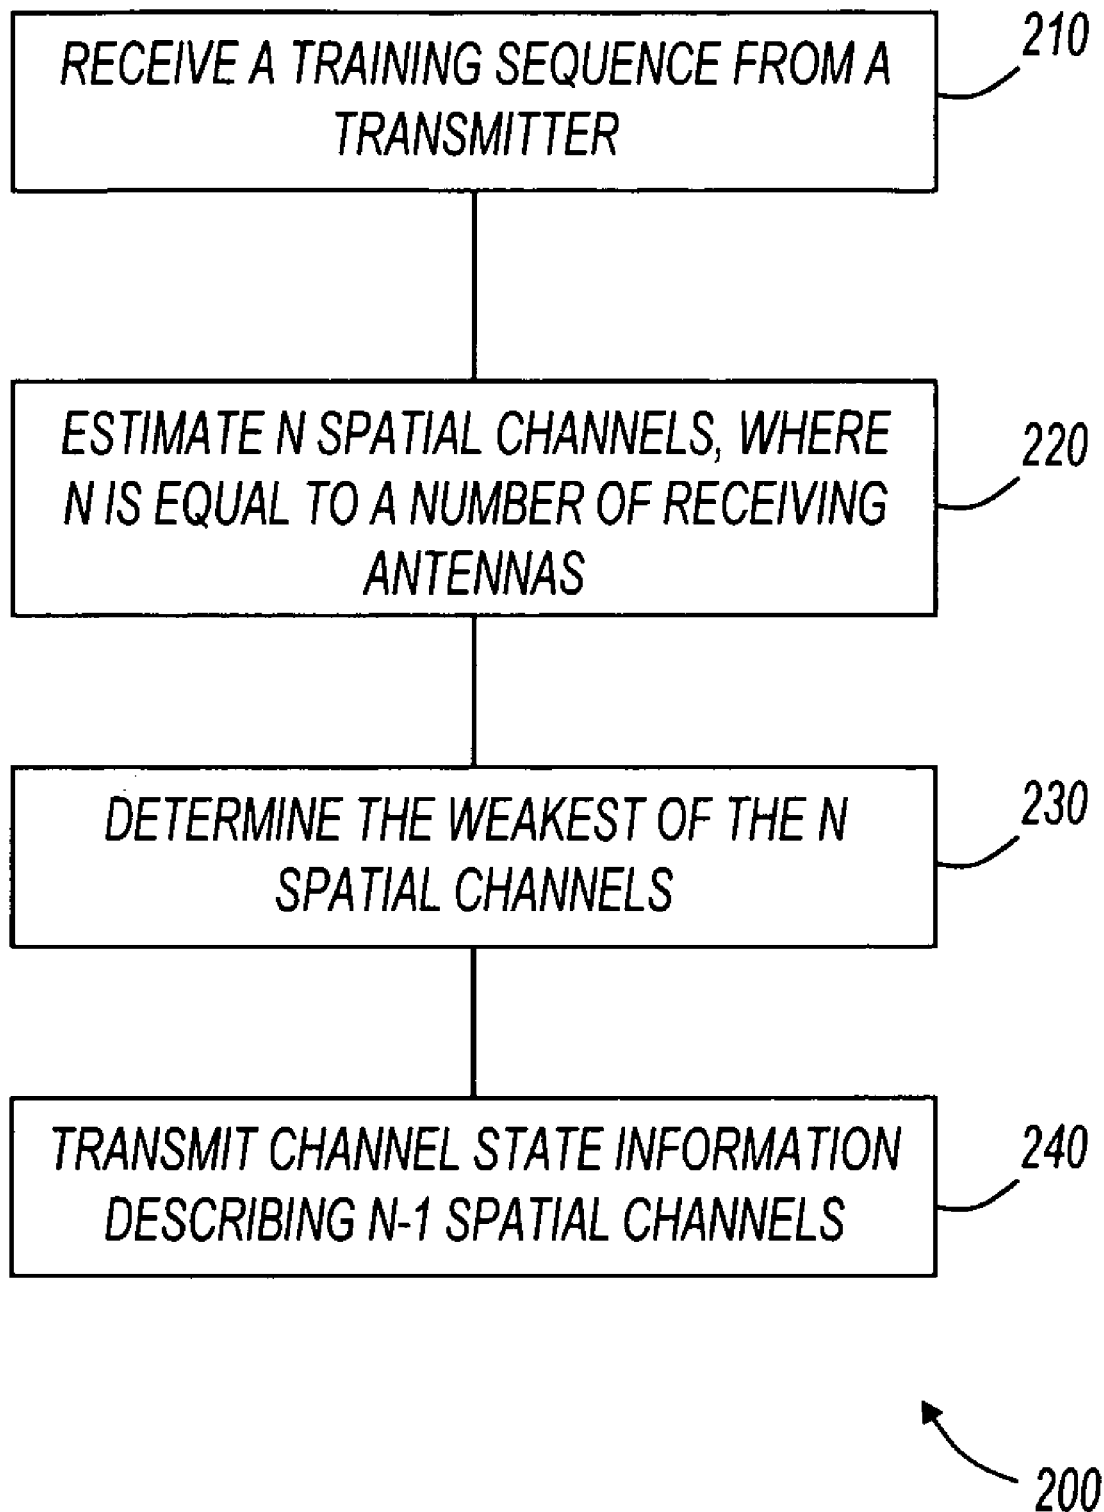 RECEIVE A TRAINING SEQUENCE FROM A
TRANSMITTER
210
ESTIMATE N SPATIAL CHANNELS, WHERE
N IS EQUAL TO A NUMBER OF RECEIVING
ANTENNAS
220
DETERMINE THE WEAKEST OF THE N
SPATIAL CHANNELS
230
TRANSMIT CHANNEL STATE INFORMATION
DESCRIBING N-1 SPATIAL CHANNELS
240
200